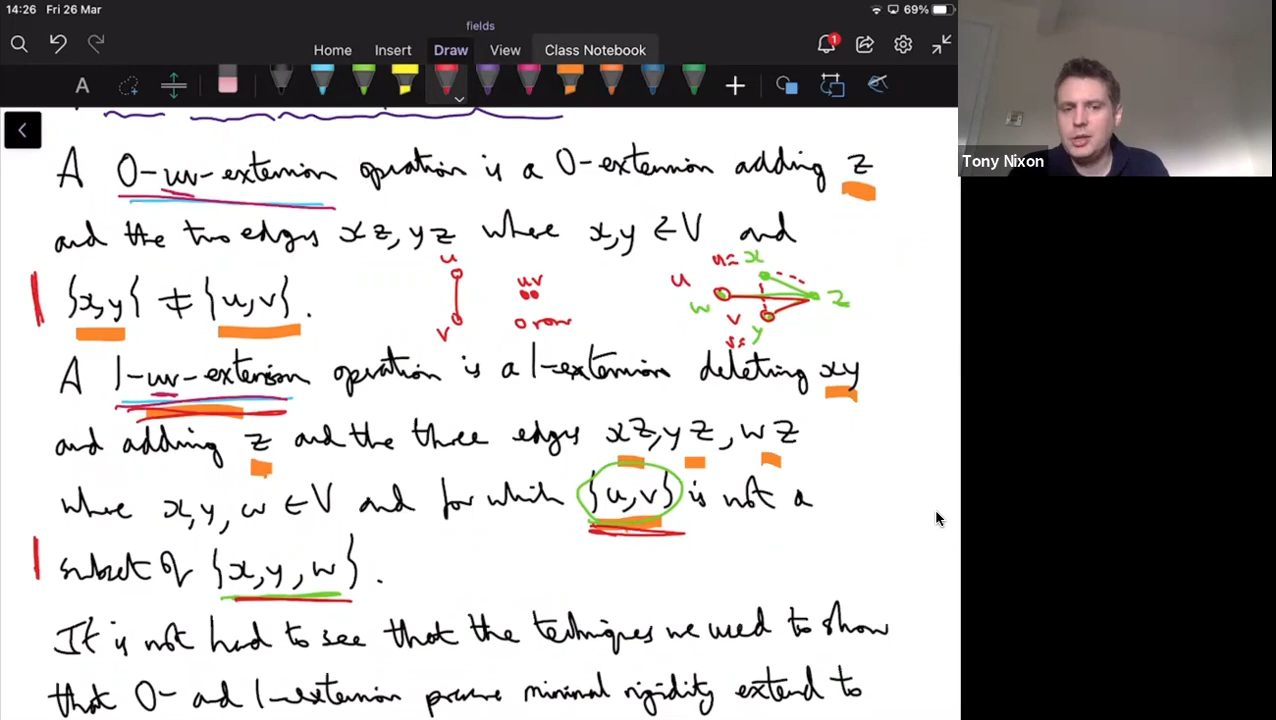 14:26 Fri 26 Mar
69%
fields
Home Insert Draw View Class Notebook
1
A
Tony Nixon
A 0-uv-extension operation is a 0-extension adding z
and the two edges xz, yz where x,y ∈ V and
{x,y} ≠ {u,v}.
u
v
uv
0 row
u = x
u
w
z
v
v = y
A 1-uv-extension operation is a 1-extension deleting xy
and adding z and the three edges xz, yz, wz
where x, y, w ∈ V and for which {u,v} is not a
subset of {x,y,w}.
It is not hard to see that the techniques we used to show
that 0- and 1-extension preserve minimal rigidity extend to